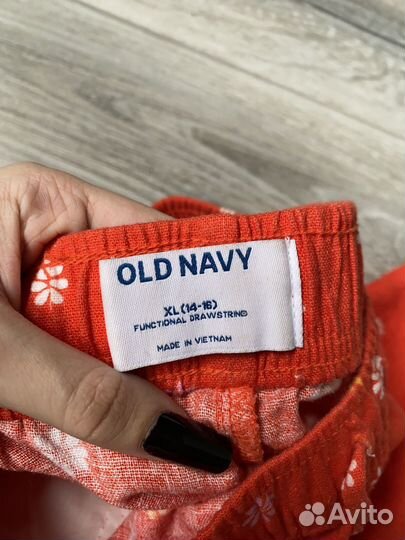 OLD NAVY
XL (14-16)
FUNCTIONAL DRAWSTRING
MADE IN VIETNAM
Avito